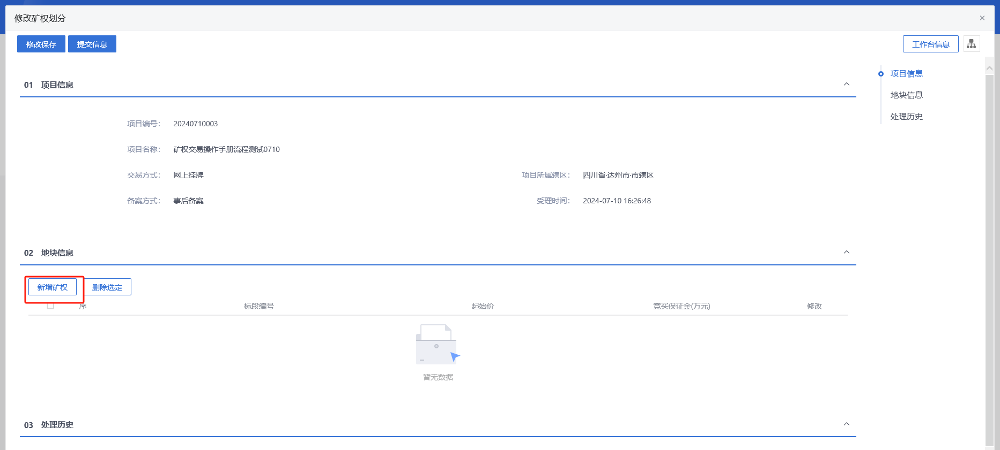 修改矿权划分
修改保存 提交信息 工作台信息
01 项目信息
项目信息
地块信息
处理历史
项目编号： 20240710003
项目名称： 矿权交易操作手册流程测试0710
交易方式： 网上挂牌 项目所属辖区： 四川省·达州市·市辖区
备案方式： 事后备案 受理时间： 2024-07-10 16:26:48
02 地块信息
新增矿权 删除选定
序 标段编号 起始价 竞买保证金(万元) 修改
暂无数据
03 处理历史